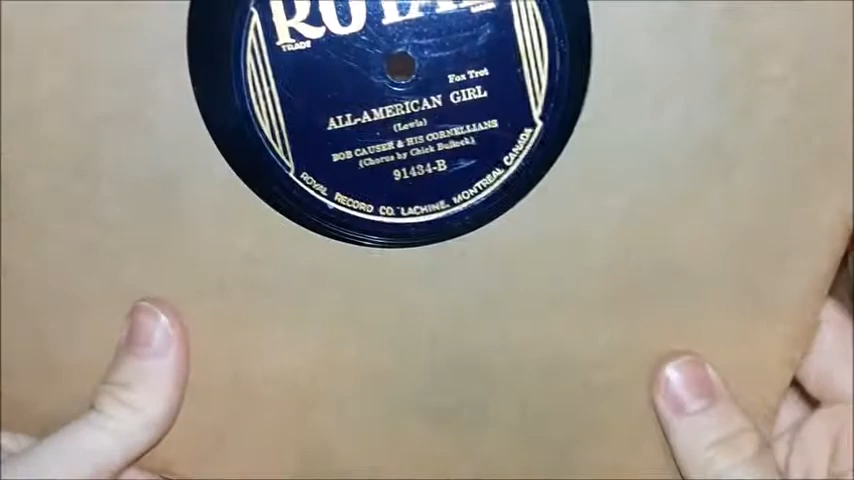 ROYAL
TRADE
Fox Trot
ALL-AMERICAN GIRL
(Lewis)
BOB CAUSER & HIS CORNELLIANS
(Chorus by Chick Bullock)
91434-B
ROYAL RECORD CO. LACHINE, MONTREAL, CANADA